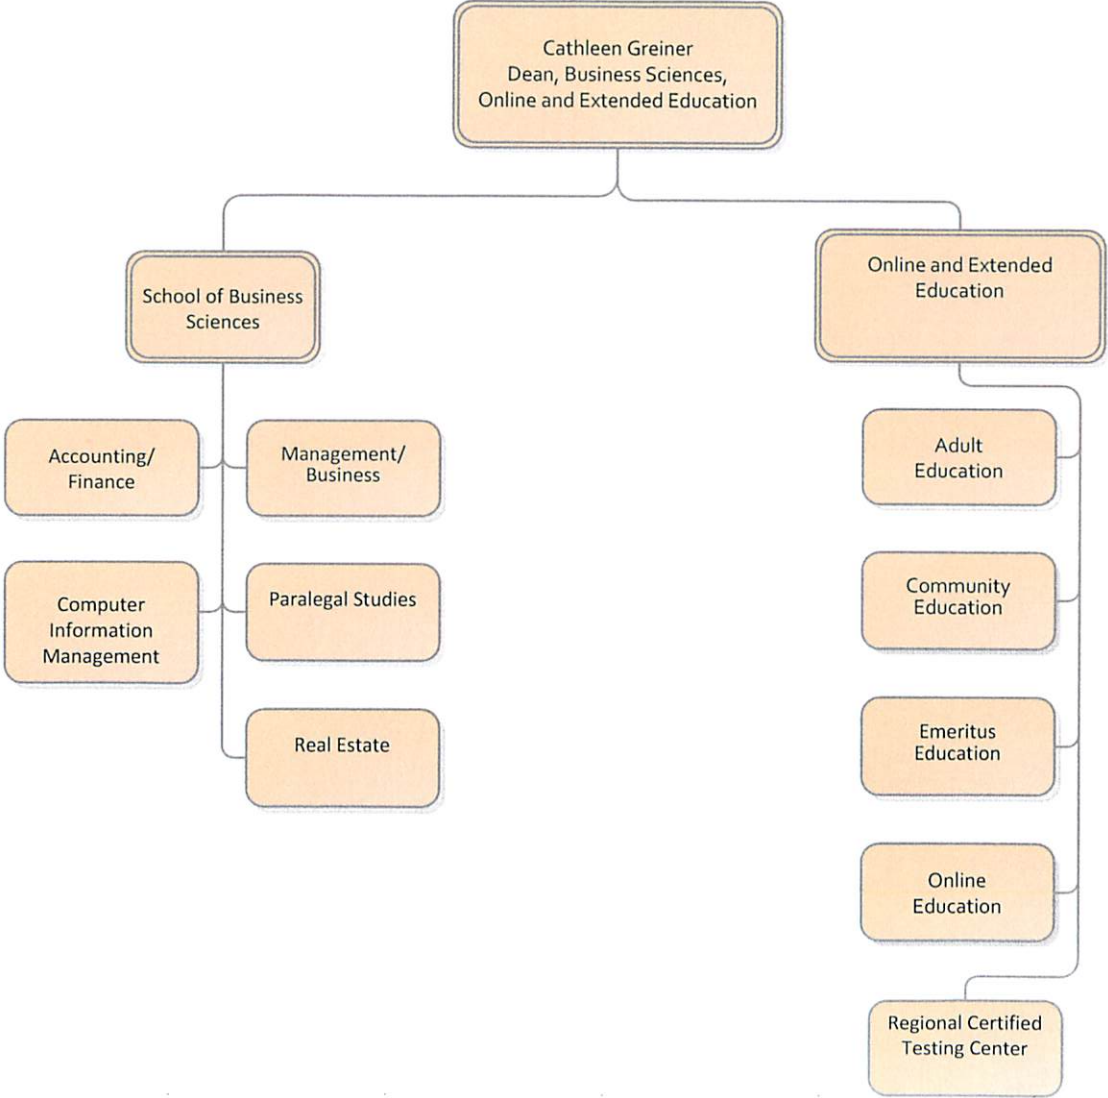 Cathleen Greiner
Dean, Business Sciences,
Online and Extended Education
School of Business
Sciences
Online and Extended
Education
Accounting/
Finance
Management/
Business
Computer
Information
Management
Paralegal Studies
Real Estate
Adult
Education
Community
Education
Emeritus
Education
Online
Education
Regional Certified
Testing Center